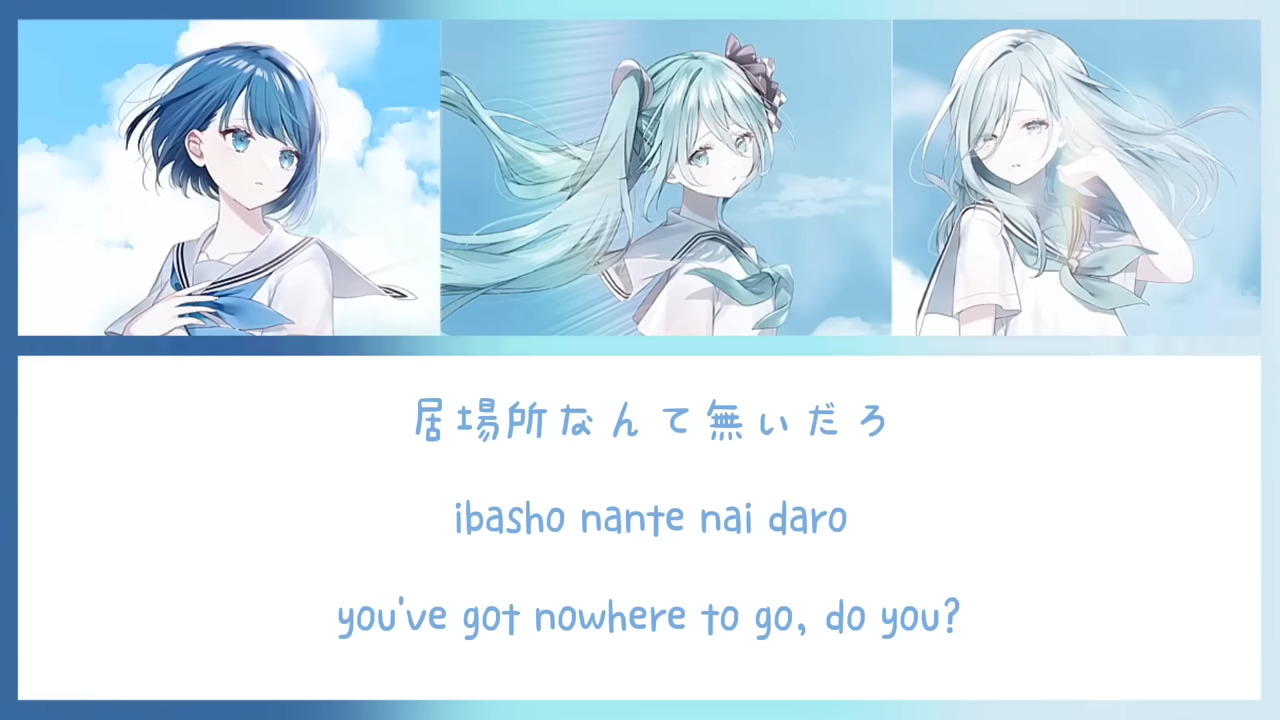 居場所なんて無いだろ
ibasho nante nai daro
you've got nowhere to go, do you?